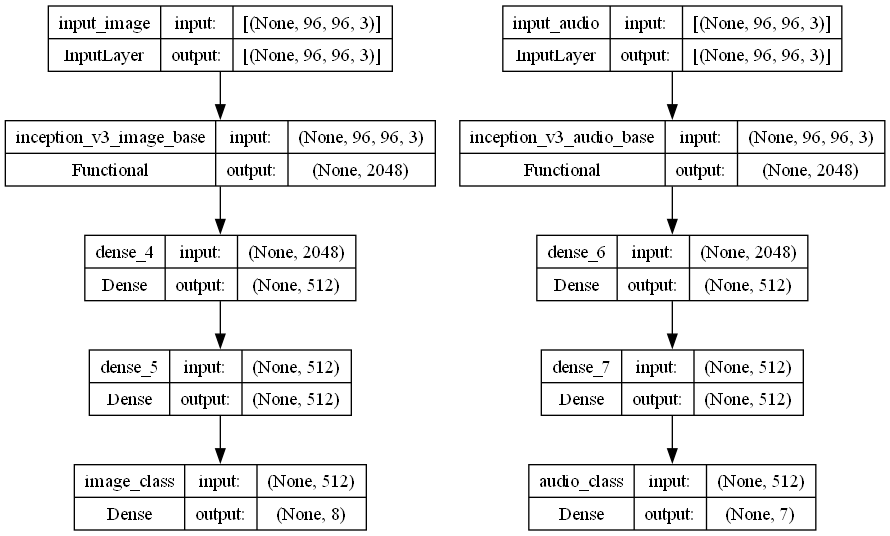 input_image input: [(None, 96, 96, 3)]
InputLayer output: [(None, 96, 96, 3)]
inception_v3_image_base input: (None, 96, 96, 3)
Functional output: (None, 2048)
dense_4 input: (None, 2048)
Dense output: (None, 512)
dense_5 input: (None, 512)
Dense output: (None, 512)
image_class input: (None, 512)
Dense output: (None, 8)
input_audio input: [(None, 96, 96, 3)]
InputLayer output: [(None, 96, 96, 3)]
inception_v3_audio_base input: (None, 96, 96, 3)
Functional output: (None, 2048)
dense_6 input: (None, 2048)
Dense output: (None, 512)
dense_7 input: (None, 512)
Dense output: (None, 512)
audio_class input: (None, 512)
Dense output: (None, 7)